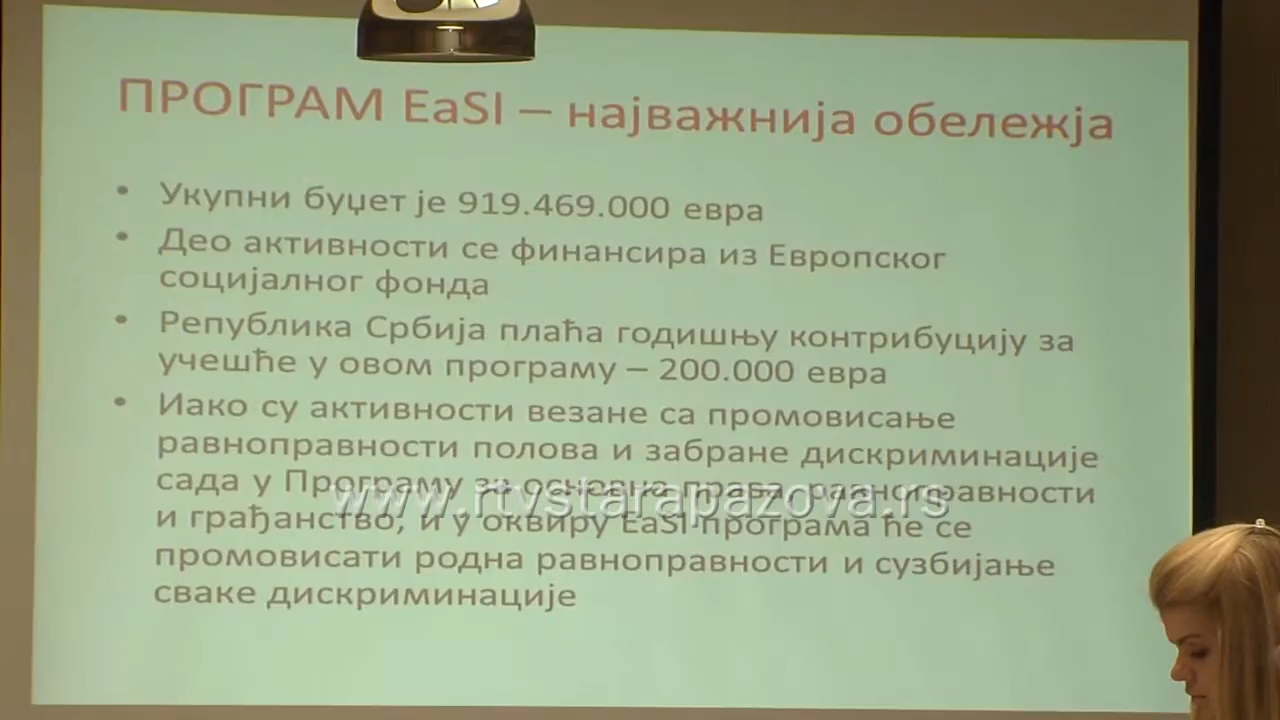 ПРОГРАМ EaSI – најважнија обележја
• Укупни буџет је 919.469.000 евра
• Део активности се финансира из Европског
социјалног фонда
• Република Србија плаћа годишњу контрибуцију за
учешће у овом програму – 200.000 евра
• Иако су активности везане са промовисање
равноправности полова и забране дискриминације
сада у Програму за основна права, равноправности
www.rtvstarapazova.rs
и грађанство, и у оквиру EaSI програма ће се
промовисати родна равноправности и сузбијање
сваке дискриминације